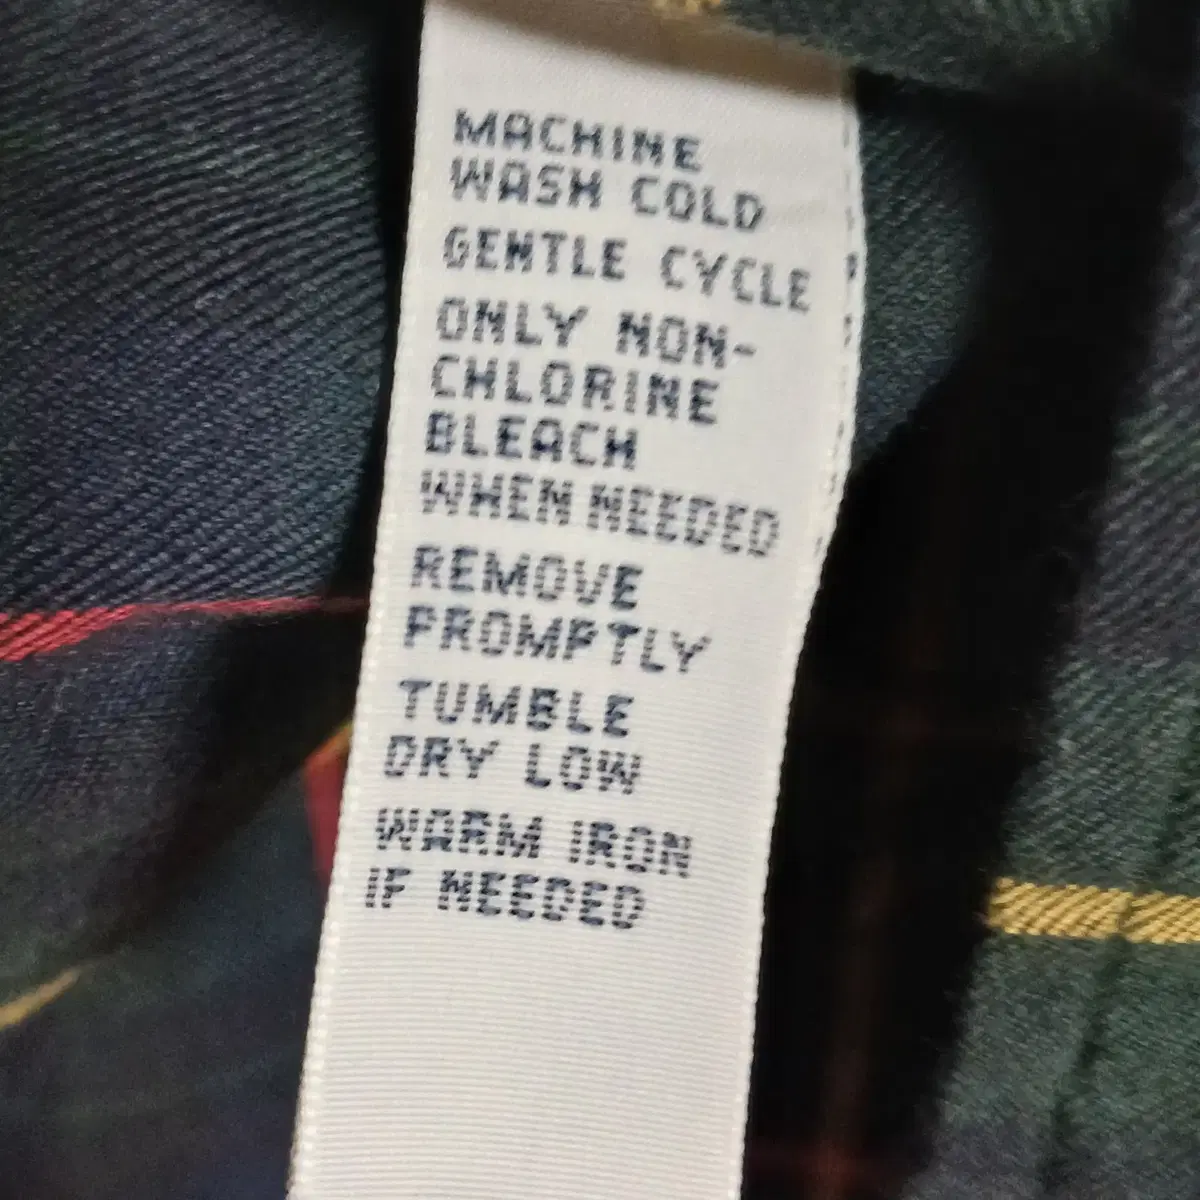 MACHINE
WASH COLD
GENTLE CYCLE
ONLY NON-
CHLORINE
BLEACH
WHEN NEEDED
REMOVE
PROMPTLY
TUMBLE
DRY LOW
WARM IRON
IF NEEDED